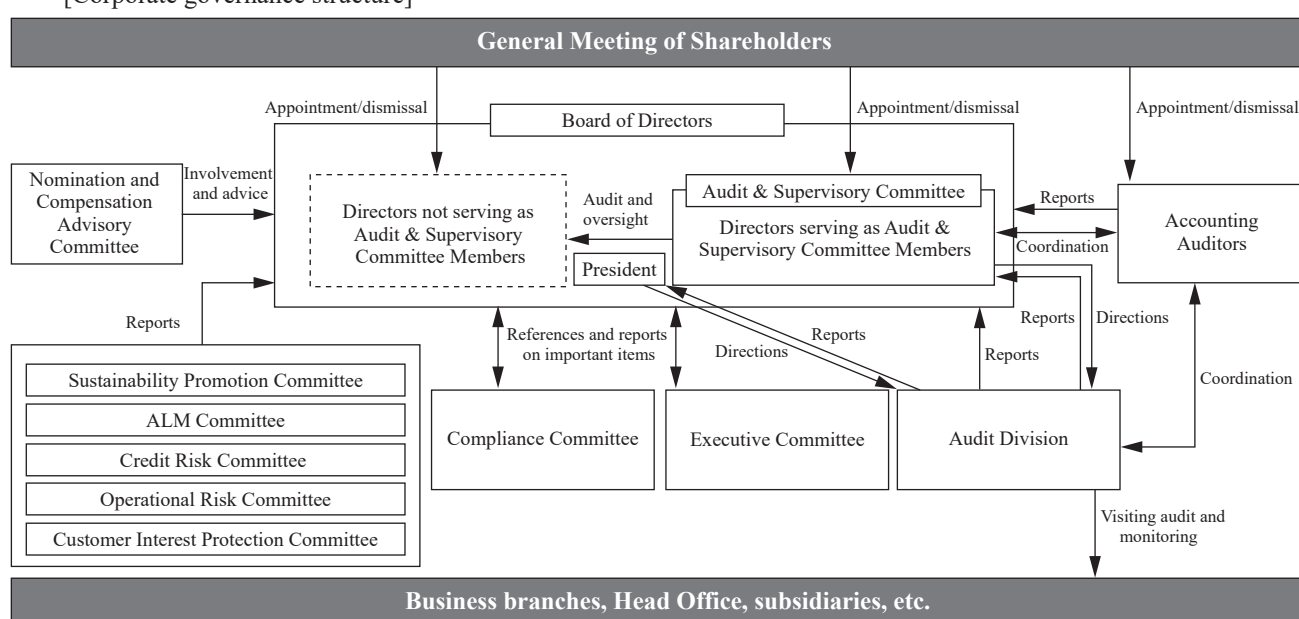 [Corporate governance structure]
General Meeting of Shareholders
Appointment/dismissal
Appointment/dismissal
Appointment/dismissal
Board of Directors
Nomination and
Compensation
Advisory
Committee
Involvement
and advice
Directors not serving as
Audit & Supervisory
Committee Members
Audit and
oversight
Audit & Supervisory Committee
Directors serving as Audit &
Supervisory Committee Members
President
Reports
Coordination
Accounting
Auditors
Reports
References and reports
on important items
Directions
Reports
Reports
Reports
Directions
Coordination
Sustainability Promotion Committee
ALM Committee
Credit Risk Committee
Operational Risk Committee
Customer Interest Protection Committee
Compliance Committee
Executive Committee
Audit Division
Visiting audit and
monitoring
Business branches, Head Office, subsidiaries, etc.